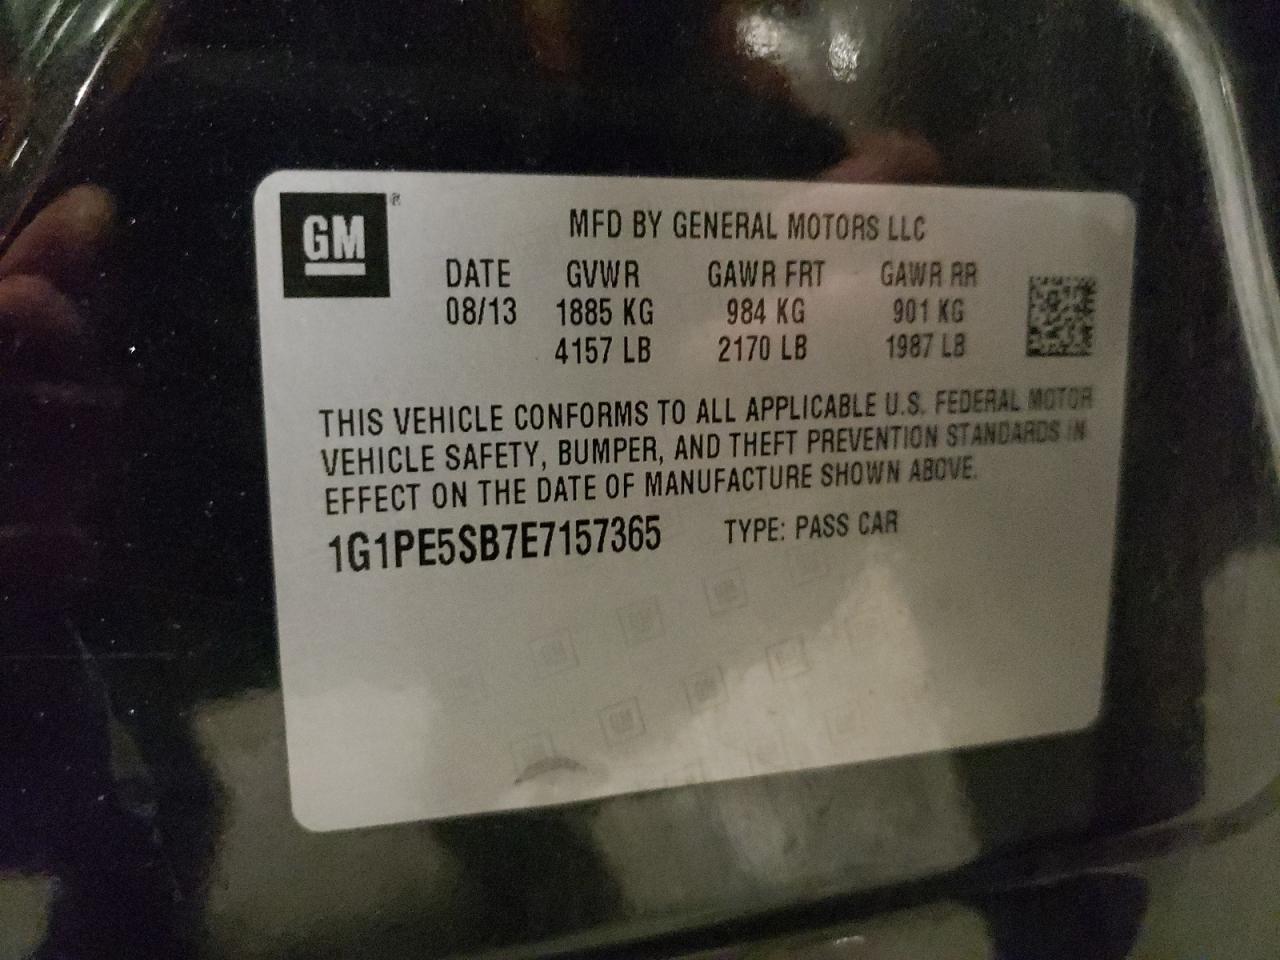 GM®
MFD BY GENERAL MOTORS LLC
DATE GVWR GAWR FRT GAWR RR
08/13 1885 KG 984 KG 901 KG
4157 LB 2170 LB 1987 LB
THIS VEHICLE CONFORMS TO ALL APPLICABLE U.S. FEDERAL MOTOR
VEHICLE SAFETY, BUMPER, AND THEFT PREVENTION STANDARDS IN
EFFECT ON THE DATE OF MANUFACTURE SHOWN ABOVE.
1G1PE5SB7E7157365 TYPE: PASS CAR